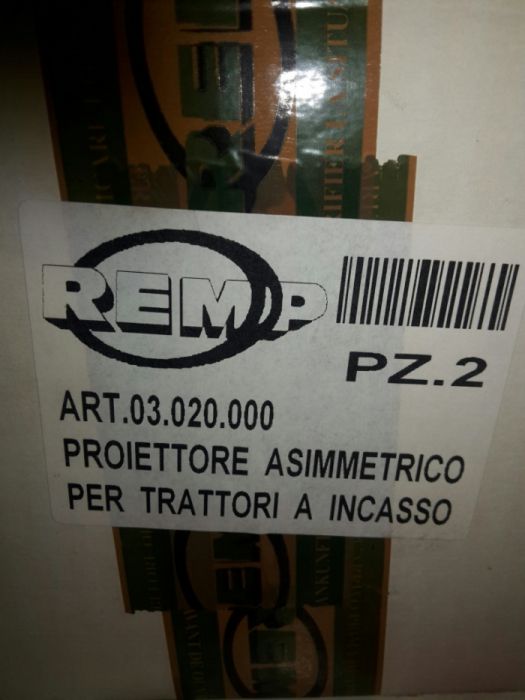 REMP
PZ.2
ART.03.020.000
PROIETTORE ASIMMETRICO
PER TRATTORI A INCASSO